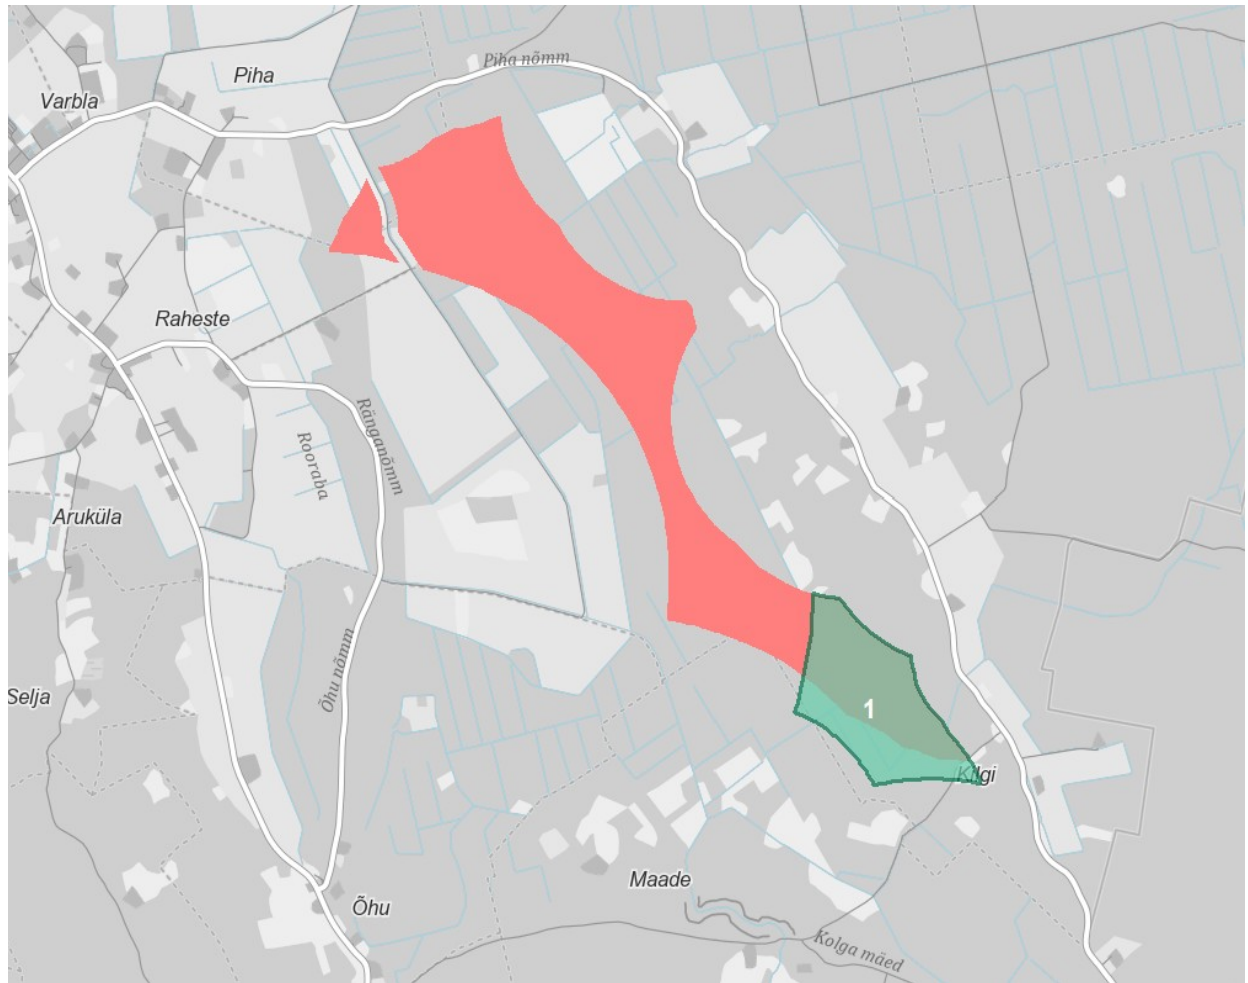 Piha nõmm
Piha
Varbla
Raheste
Ränganõmm
Rooraba
Aruküla
Õhu nõmm
Selja
1
Kilgi
Maade
Õhu
Kolga mäed